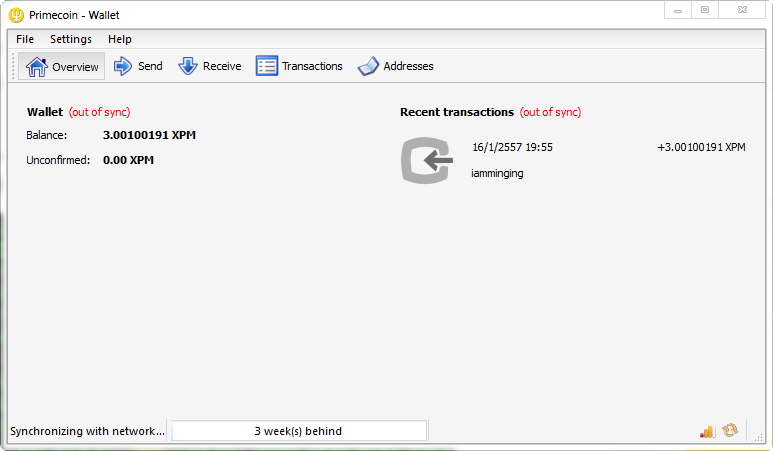 Primecoin - Wallet
File Settings Help
Overview Send Receive Transactions Addresses
Wallet (out of sync) Recent transactions (out of sync)
Balance: 3.00100191 XPM 16/1/2557 19:55 +3.00100191 XPM
Unconfirmed: 0.00 XPM iamminging
Synchronizing with network... 3 week(s) behind